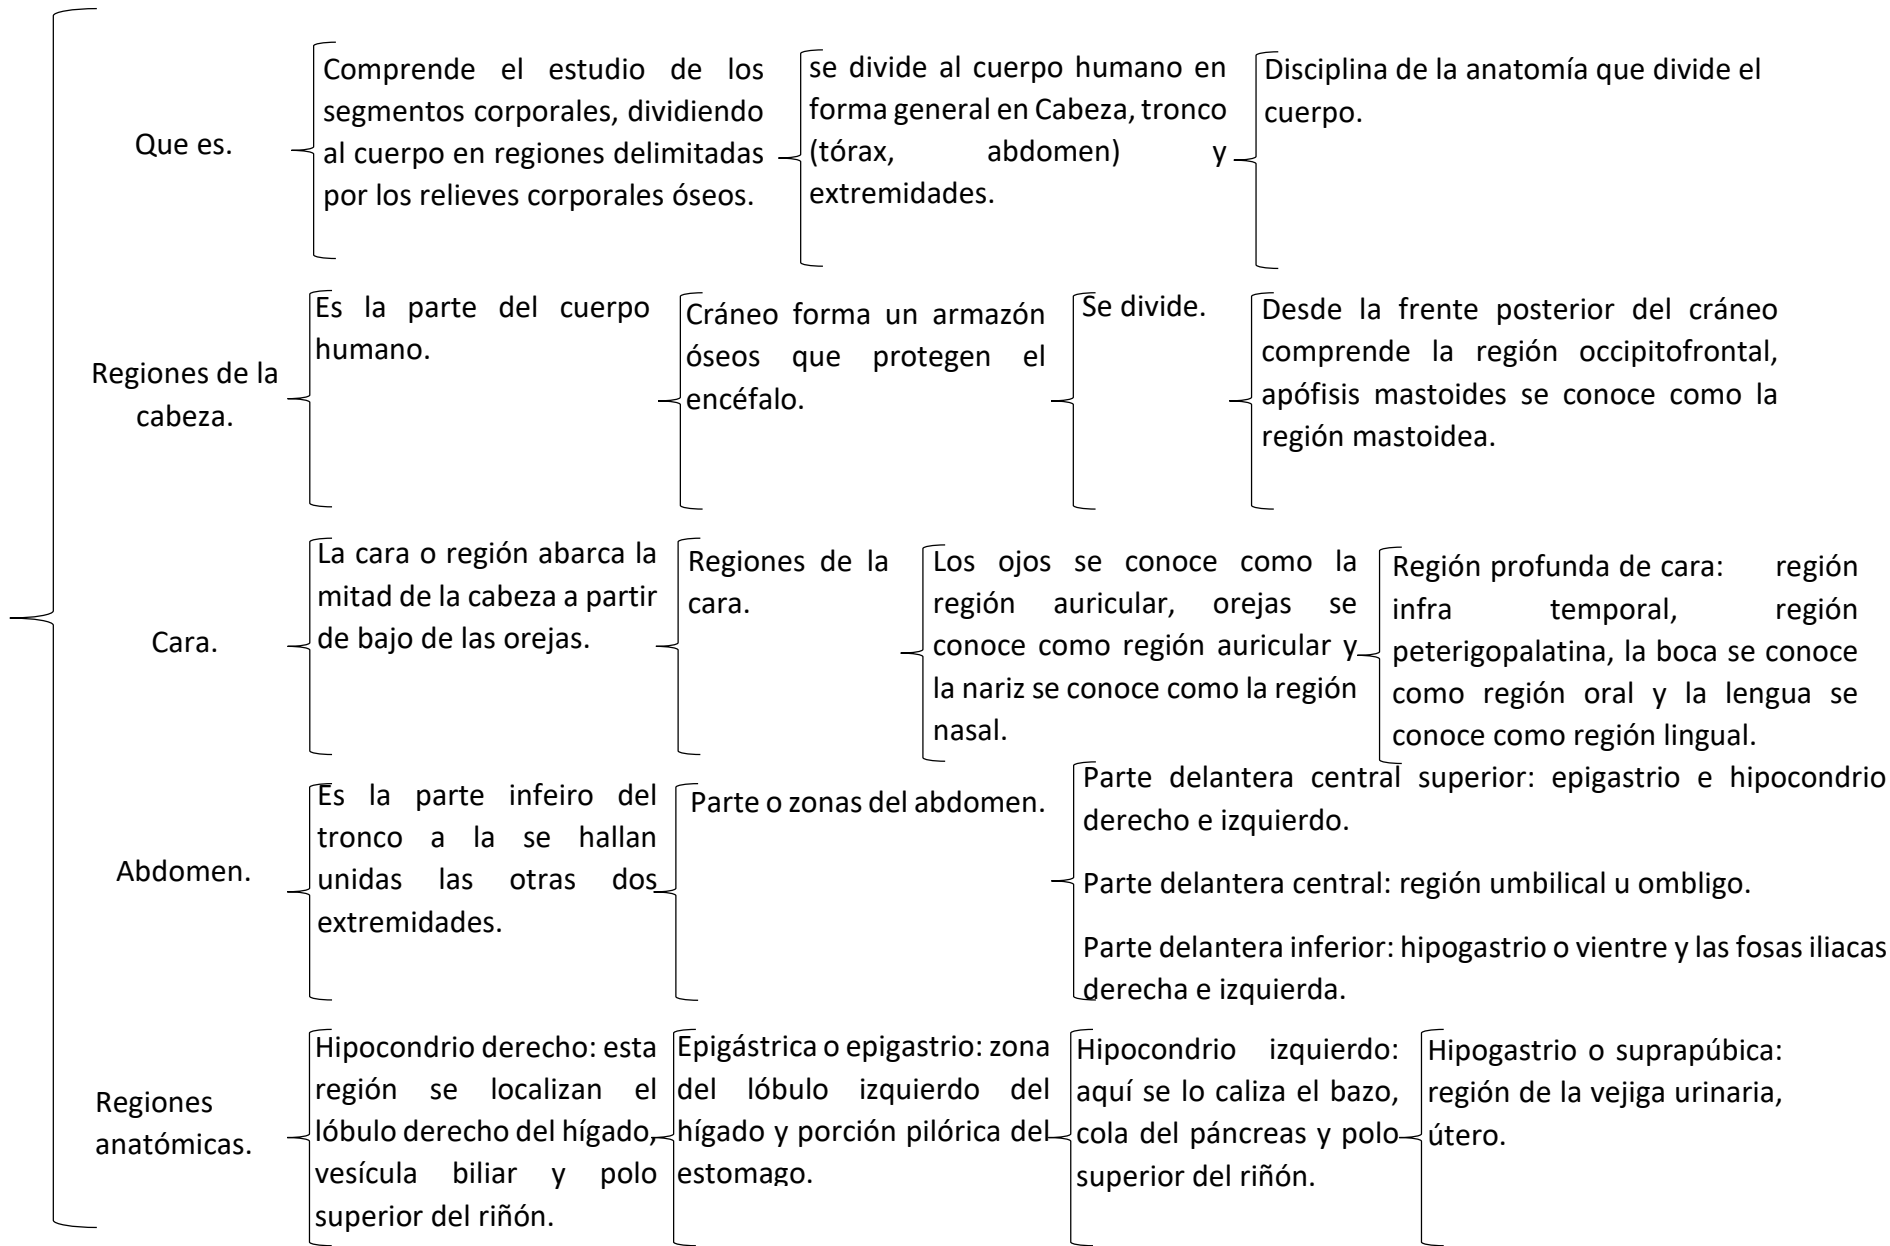 Que es.
Comprende el estudio de los
segmentos corporales, dividiendo
al cuerpo en regiones delimitadas
por los relieves corporales óseos.
se divide al cuerpo humano en
forma general en Cabeza, tronco
(tórax, abdomen) y
extremidades.
Disciplina de la anatomía que divide el
cuerpo.
Regiones de la
cabeza.
Es la parte del cuerpo
humano.
Cráneo forma un armazón
óseos que protegen el
encéfalo.
Se divide.
Desde la frente posterior del cráneo
comprende la región occipitofrontal,
apófisis mastoides se conoce como la
región mastoidea.
Cara.
La cara o región abarca la
mitad de la cabeza a partir
de bajo de las orejas.
Regiones de la
cara.
Los ojos se conoce como la
región auricular, orejas se
conoce como región auricular y
la nariz se conoce como la región
nasal.
Región profunda de cara: región
infra temporal, región
peterigopalatina, la boca se conoce
como región oral y la lengua se
conoce como región lingual.
Abdomen.
Es la parte infeiro del
tronco a la se hallan
unidas las otras dos
extremidades.
Parte o zonas del abdomen.
Parte delantera central superior: epigastrio e hipocondrio
derecho e izquierdo.
Parte delantera central: región umbilical u ombligo.
Parte delantera inferior: hipogastrio o vientre y las fosas iliacas
derecha e izquierda.
Regiones
anatómicas.
Hipocondrio derecho: esta
región se localizan el
lóbulo derecho del hígado,
vesícula biliar y polo
superior del riñón.
Epigástrica o epigastrio: zona
del lóbulo izquierdo del
hígado y porción pilórica del
estomago.
Hipocondrio izquierdo:
aquí se lo caliza el bazo,
cola del páncreas y polo
superior del riñón.
Hipogastrio o suprapúbica:
región de la vejiga urinaria,
útero.